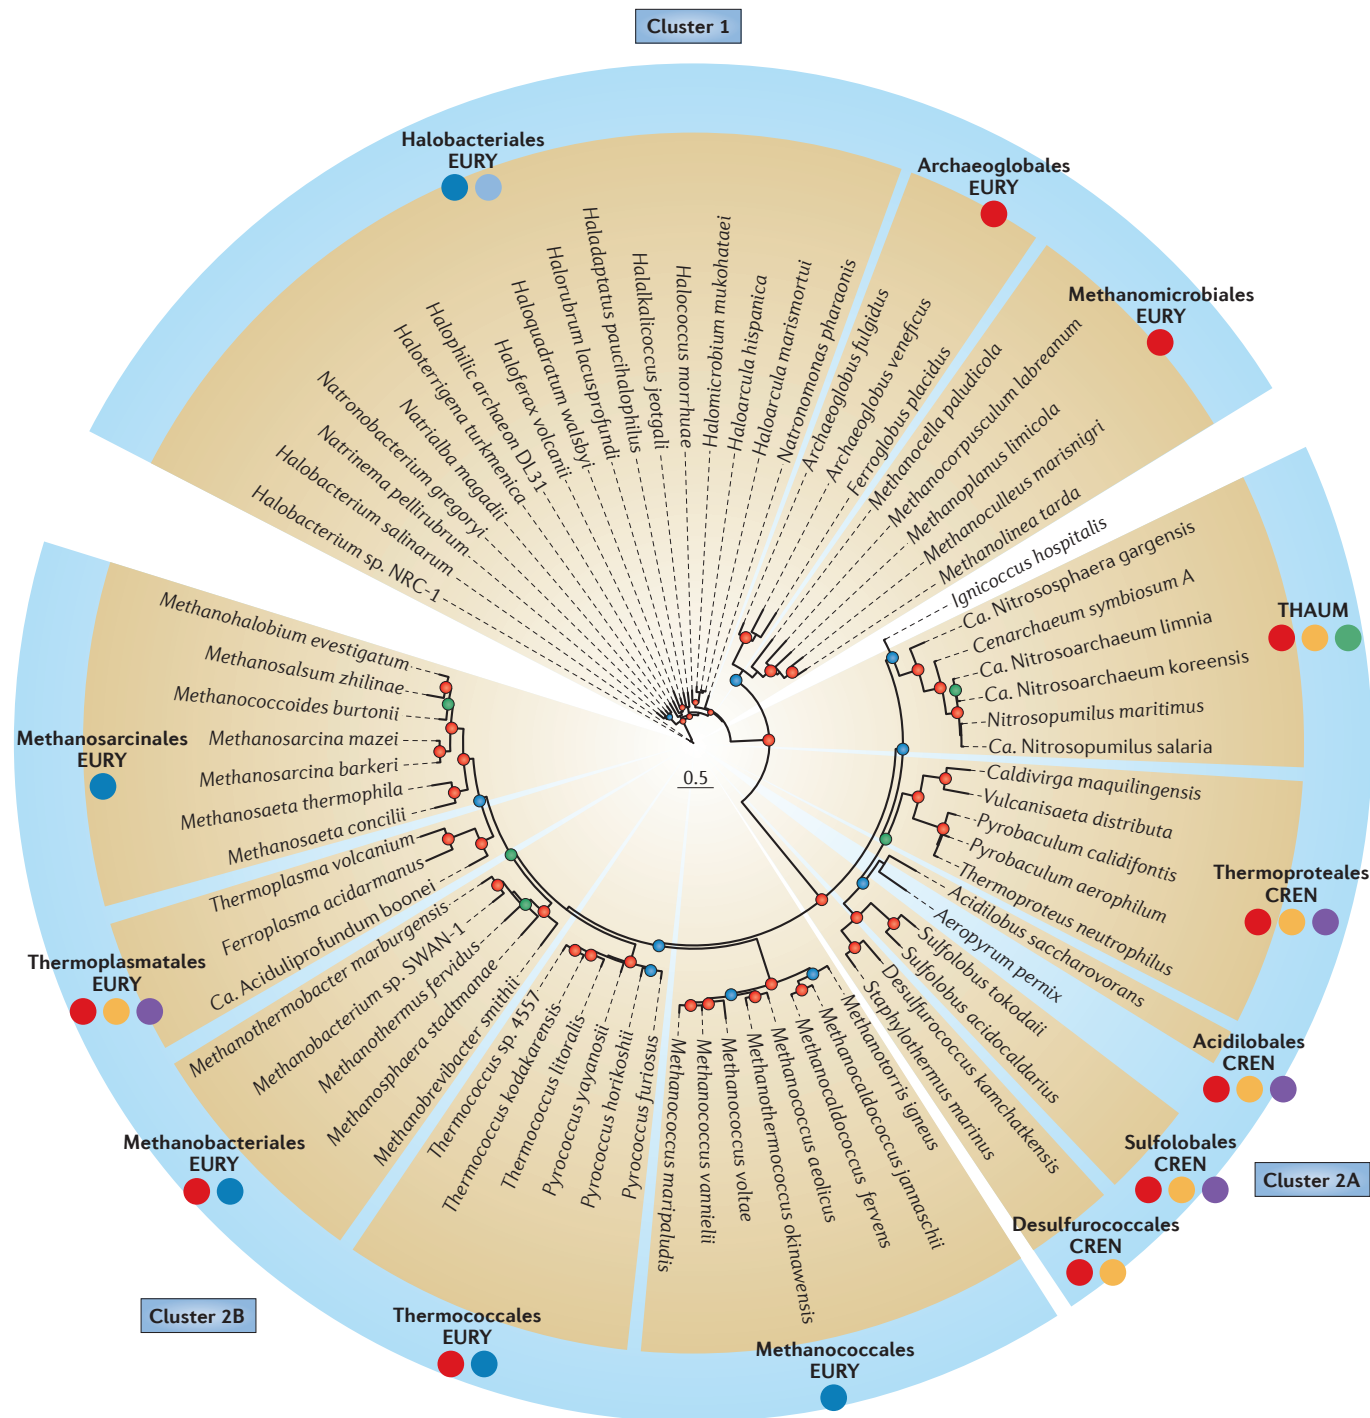 Cluster 1
Halobacteriales
EURY
Archaeoglobales
EURY
Methanomicrobiales
EURY
Halobacterium sp. NRC-1
Halobacterium salinarum
Natrinema pellirubrum
Natronobacterium gregoryi
Natrialba magadii
Haloterrigena turkmenica
Halophilic archaeon DL31
Haloferax volcanii
Haloquadratum walsbyi
Halorubrum lacusprofundi
Haladaptatus paucihalophilus
Halalkalicoccus jeotgali
Halococcus morrhuae
Halomicrobium mukohataei
Haloarcula hispanica
Haloarcula marismortui
Natronomonas pharaonis
Archaeoglobus fulgidus
Archaeoglobus veneficus
Ferroglobus placidus
Methanocella paludicola
Methanocorpusculum labreanum
Methanoplanus limicola
Methanoculleus marisnigri
Methanolinea tarda
Ignicoccus hospitalis
Ca. Nitrososphaera gargensis
Cenarchaeum symbiosum A
Ca. Nitrosoarchaeum limnia
Ca. Nitrosoarchaeum koreensis
Nitrosopumilus maritimus
Ca. Nitrosopumilus salaria
THAUM
Caldivirga maquilingensis
Vulcanisaeta distributa
Pyrobaculum calidifontis
Pyrobaculum aerophilum
Thermoproteus neutrophilus
Thermoproteales
CREN
Acidilobus saccharovorans
Aeropyrum pernix
Acidilobales
CREN
Sulfolobus tokodaii
Sulfolobus acidocaldarius
Sulfolobales
CREN
Cluster 2A
Desulfurococcus kamchatkensis
Staphylothermus marinus
Desulfurococcales
CREN
Methanotorris igneus
Methanocaldococcus jannaschii
Methanocaldococcus fervens
Methanococcus aeolicus
Methanothermococcus okinawensis
Methanococcus voltae
Methanococcus vannielii
Methanococcus maripaludis
Methanococcales
EURY
Pyrococcus furiosus
Pyrococcus horikoshii
Pyrococcus yayanosii
Thermococcus litoralis
Thermococcus kodakarensis
Thermococcus sp. 4557
Thermococcales
EURY
Cluster 2B
Methanobrevibacter smithii
Methanosphaera stadtmanae
Methanothermus fervidus
Methanobacterium sp. SWAN-1
Methanothermobacter marburgensis
Methanobacteriales
EURY
Ca. Aciduliprofundum boonei
Ferroplasma acidarmanus
Thermoplasma volcanium
Thermoplasmatales
EURY
Methanosaeta concilii
Methanosaeta thermophila
Methanosarcina barkeri
Methanosarcina mazei
Methanococcoides burtonii
Methanosalsum zhilinae
Methanohalobium evestigatum
Methanosarcinales
EURY
0.5